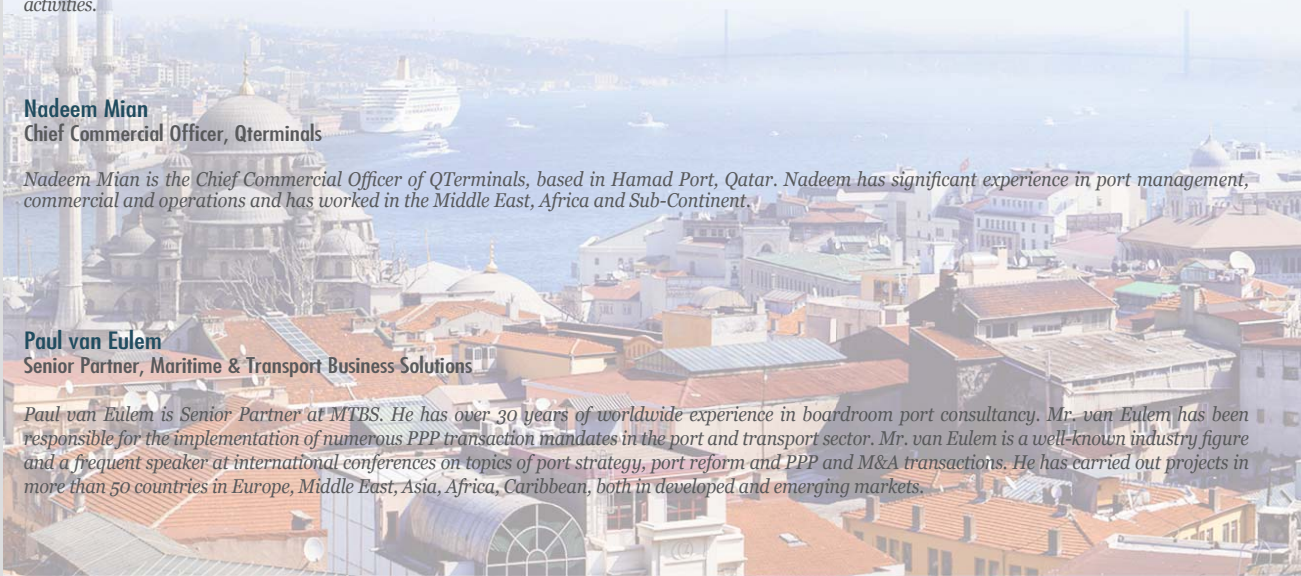 activities.
Nadeem Mian
Chief Commercial Officer, Qterminals
Nadeem Mian is the Chief Commercial Officer of QTerminals, based in Hamad Port, Qatar. Nadeem has significant experience in port management,
commercial and operations and has worked in the Middle East, Africa and Sub-Continent.
Paul van Eulem
Senior Partner, Maritime & Transport Business Solutions
Paul van Eulem is Senior Partner at MTBS. He has over 30 years of worldwide experience in boardroom port consultancy. Mr. van Eulem has been
responsible for the implementation of numerous PPP transaction mandates in the port and transport sector. Mr. van Eulem is a well-known industry figure
and a frequent speaker at international conferences on topics of port strategy, port reform and PPP and M&A transactions. He has carried out projects in
more than 50 countries in Europe, Middle East, Asia, Africa, Caribbean, both in developed and emerging markets.